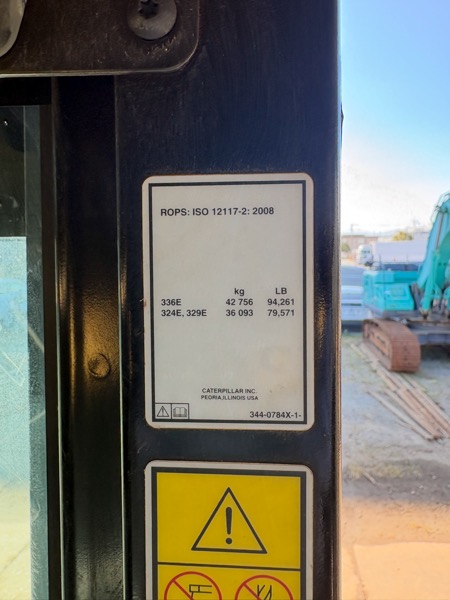 ROPS: ISO 12117-2: 2008
kg LB
336E 42 756 94,261
324E, 329E 36 093 79,571
CATERPILLAR INC.
PEORIA,ILLINOIS USA
344-0784X-1-